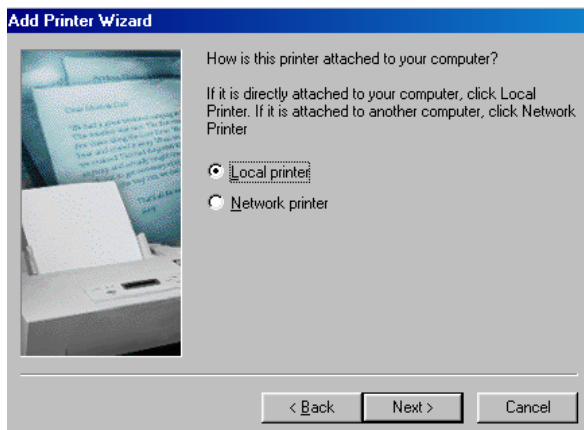 Add Printer Wizard
How is this printer attached to your computer?
If it is directly attached to your computer, click Local
Printer. If it is attached to another computer, click Network
Printer
Local printer
Network printer
< Back
Next >
Cancel